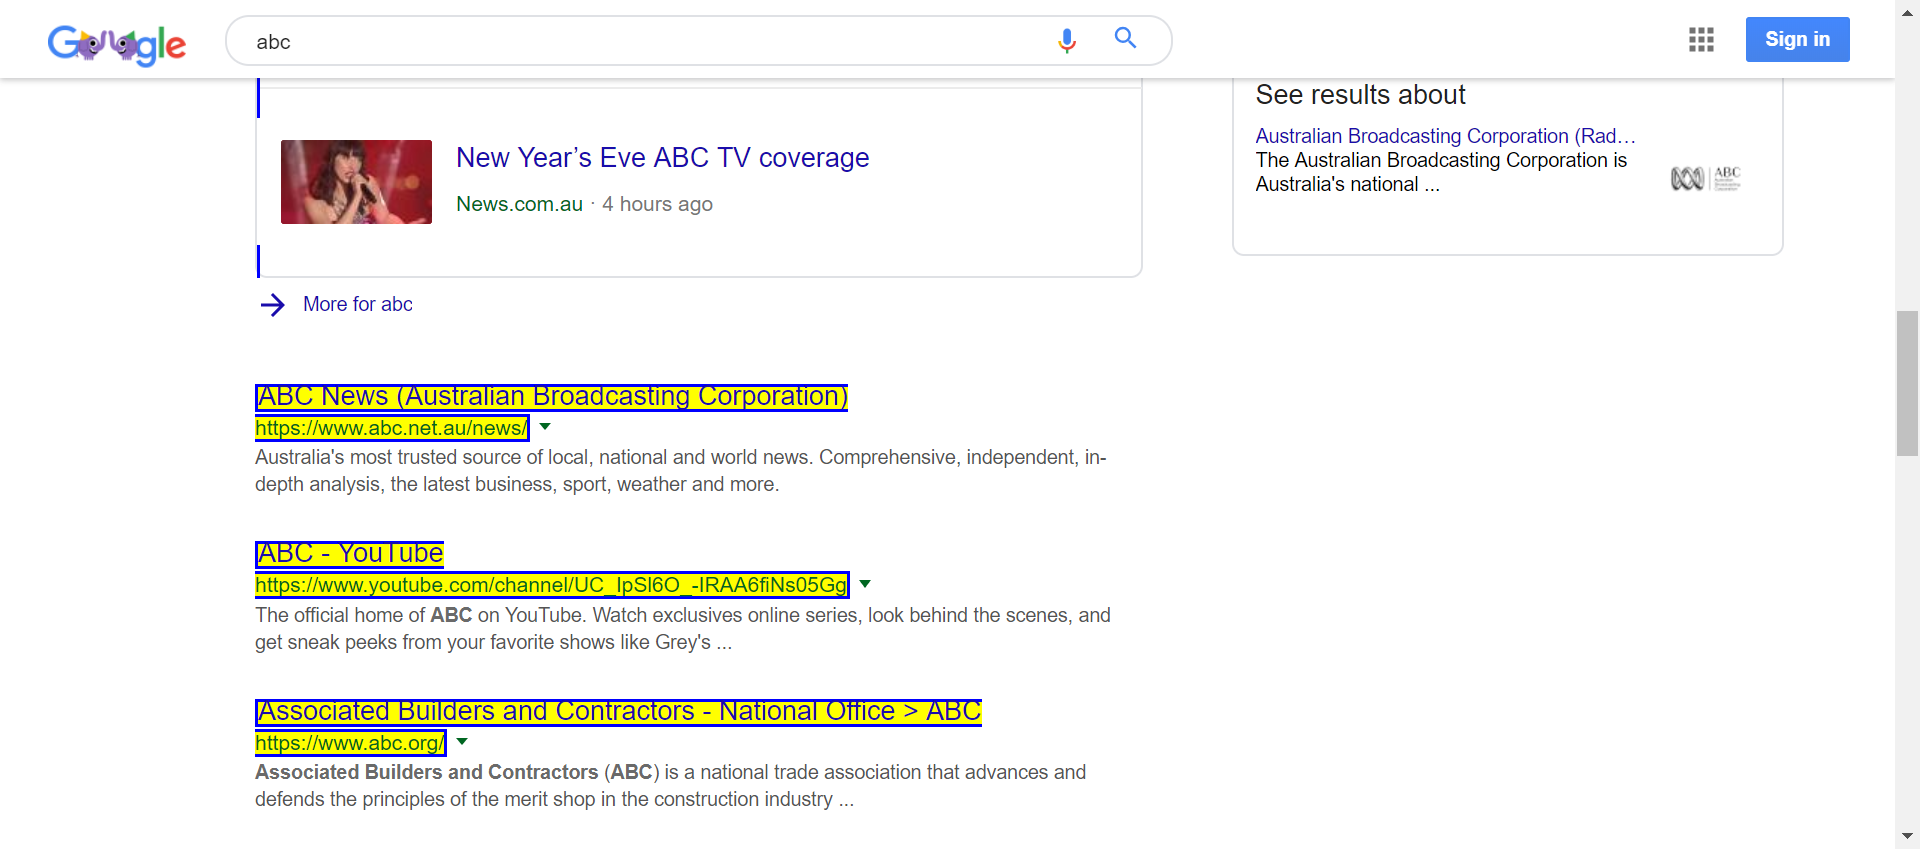 Google
abc
Sign in
New Year’s Eve ABC TV coverage
News.com.au · 4 hours ago
More for abc
ABC News (Australian Broadcasting Corporation)
https://www.abc.net.au/news/
Australia's most trusted source of local, national and world news. Comprehensive, independent, in-
depth analysis, the latest business, sport, weather and more.
ABC - YouTube
https://www.youtube.com/channel/UC_IpSl6O_-IRAA6fiNs05Gg
The official home of ABC on YouTube. Watch exclusives online series, look behind the scenes, and
get sneak peeks from your favorite shows like Grey's ...
Associated Builders and Contractors - National Office > ABC
https://www.abc.org/
Associated Builders and Contractors (ABC) is a national trade association that advances and
defends the principles of the merit shop in the construction industry ...
See results about
Australian Broadcasting Corporation (Rad…
The Australian Broadcasting Corporation is
Australia's national ...
ABC